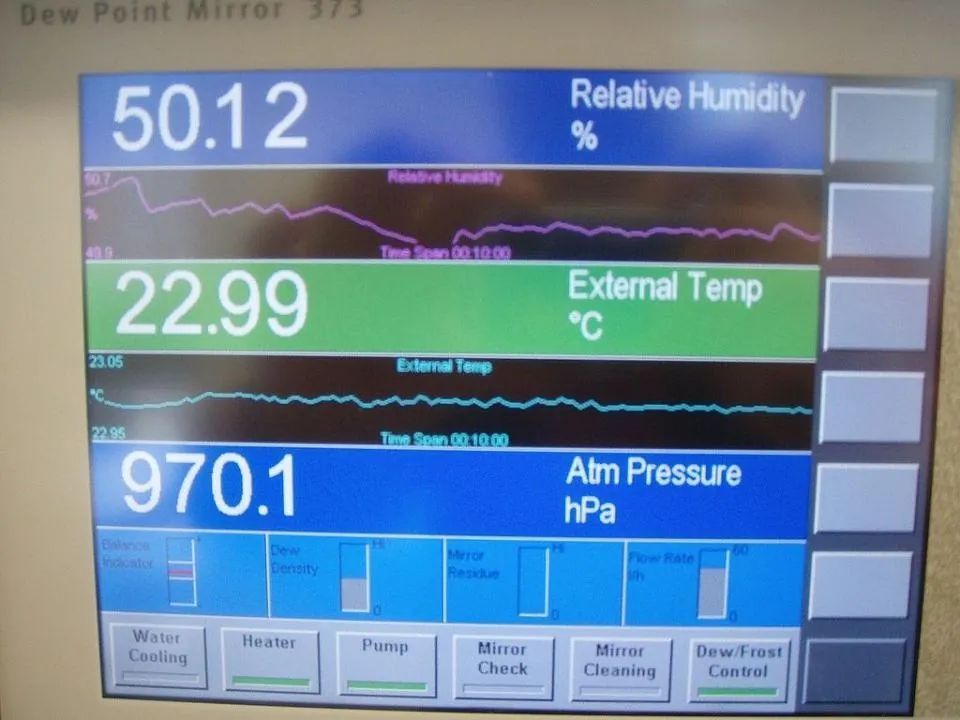 Dew Point Mirror 373
50.12
Relative Humidity
%
50.7
Relative Humidity
%
49.9
Time Span 00:10:00
22.99
External Temp
°C
23.05
External Temp
°C
22.95
Time Span 00:10:00
970.1
Atm Pressure
hPa
Balance
Indicator
+
-
Dew
Density
Hi
0
Mirror
Residue
Hi
0
Flow Rate
l/h
60
0
Water
Cooling
Heater
Pump
Mirror
Check
Mirror
Cleaning
Dew/Frost
Control